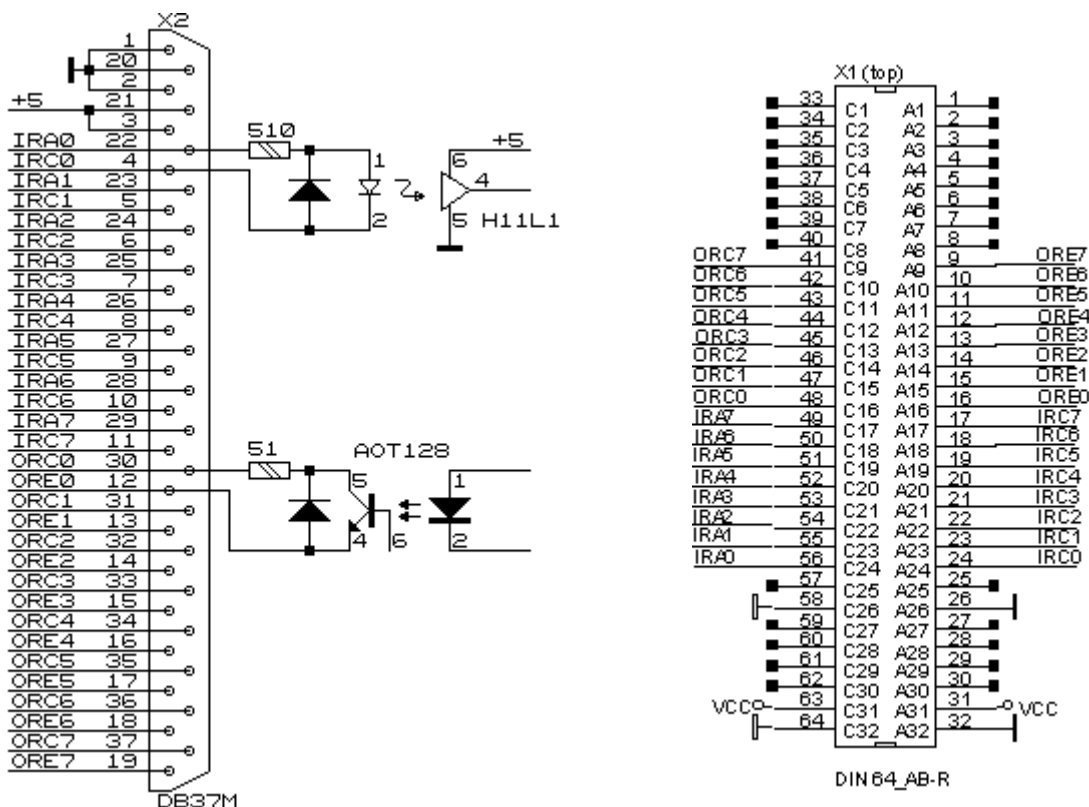 X2
1
20
2
+5 21
3
IRA0 22
IRC0 4
IRA1 23
IRC1 5
IRA2 24
IRC2 6
IRA3 25
IRC3 7
IRA4 26
IRC4 8
IRA5 27
IRC5 9
IRA6 28
IRC6 10
IRA7 29
IRC7 11
ORC0 30
ORE0 12
ORC1 31
ORE1 13
ORC2 32
ORE2 14
ORC3 33
ORE3 15
ORC4 34
ORE4 16
ORC5 35
ORE5 17
ORC6 36
ORE6 18
ORC7 37
ORE7 19
DB37M
510
1
2
6 +5
4
5 H11L1
51
AOT128
5
4 6
1
2
X1 (top)
33 C1 A1 1
34 C2 A2 2
35 C3 A3 3
36 C4 A4 4
37 C5 A5 5
38 C6 A6 6
39 C7 A7 7
40 C8 A8 8
ORC7 41 C9 A9 9 ORE7
ORC6 42 C10 A10 10 ORE6
ORC5 43 C11 A11 11 ORE5
ORC4 44 C12 A12 12 ORE4
ORC3 45 C13 A13 13 ORE3
ORC2 46 C14 A14 14 ORE2
ORC1 47 C15 A15 15 ORE1
ORC0 48 C16 A16 16 ORE0
IRA7 49 C17 A17 17 IRC7
IRA6 50 C18 A18 18 IRC6
IRA5 51 C19 A19 19 IRC5
IRA4 52 C20 A20 20 IRC4
IRA3 53 C21 A21 21 IRC3
IRA2 54 C22 A22 22 IRC2
IRA1 55 C23 A23 23 IRC1
IRA0 56 C24 A24 24 IRC0
57 C25 A25 25
58 C26 A26 26
59 C27 A27 27
60 C28 A28 28
61 C29 A29 29
62 C30 A30 30
VCC 63 C31 A31 31 VCC
64 C32 A32 32
DIN64_AB-R